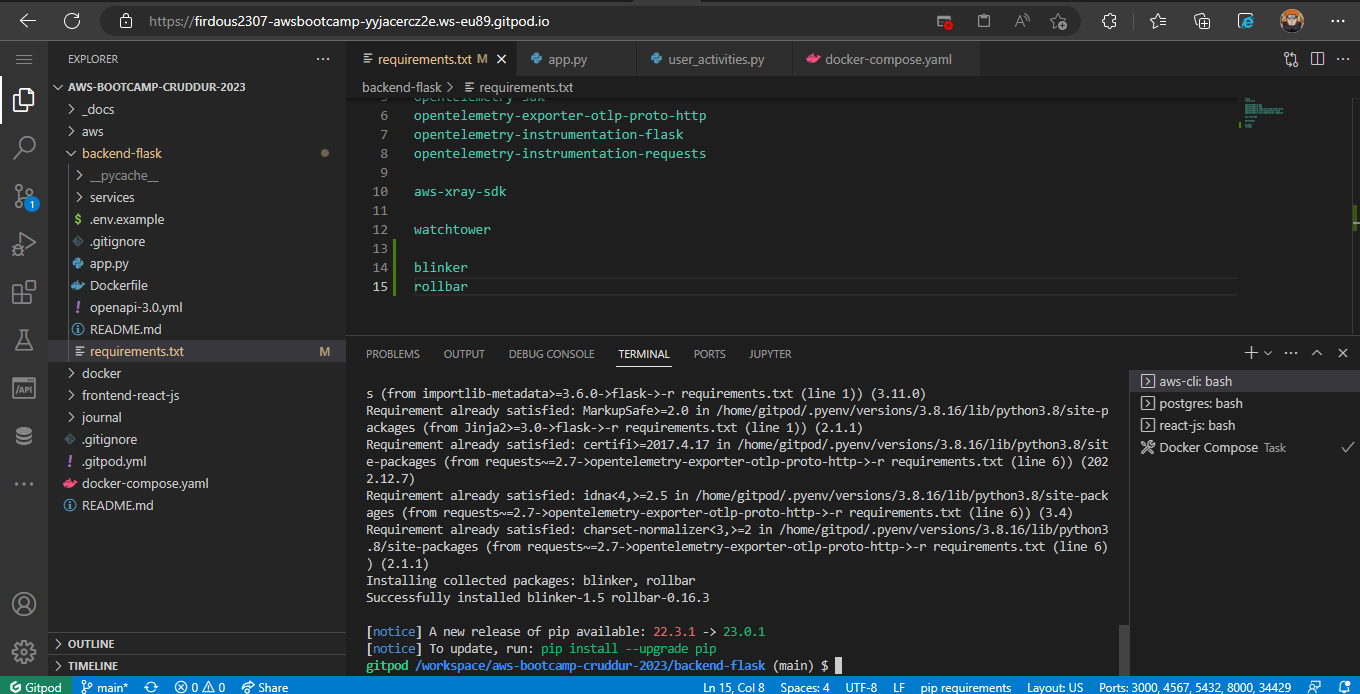 https://firdous2307-awsbootcamp-yyjacercz2e.ws-eu89.gitpod.io
EXPLORER
AWS-BOOTCAMP-CRUDDUR-2023
_docs
aws
backend-flask
__pycache__
services
$ .env.example
.gitignore
app.py
Dockerfile
! openapi-3.0.yml
README.md
requirements.txt M
docker
frontend-react-js
journal
.gitignore
! .gitpod.yml
docker-compose.yaml
README.md
OUTLINE
TIMELINE
1
/API
requirements.txt M
app.py
user_activities.py
docker-compose.yaml
backend-flask > requirements.txt
5 opentelemetry-sdk
6 opentelemetry-exporter-otlp-proto-http
7 opentelemetry-instrumentation-flask
8 opentelemetry-instrumentation-requests
9
10 aws-xray-sdk
11
12 watchtower
13
14 blinker
15 rollbar
PROBLEMS OUTPUT DEBUG CONSOLE TERMINAL PORTS JUPYTER
s (from importlib-metadata>=3.6.0->flask->-r requirements.txt (line 1)) (3.11.0)
Requirement already satisfied: MarkupSafe>=2.0 in /home/gitpod/.pyenv/versions/3.8.16/lib/python3.8/site-p
ackages (from Jinja2>=3.0->flask->-r requirements.txt (line 1)) (2.1.1)
Requirement already satisfied: certifi>=2017.4.17 in /home/gitpod/.pyenv/versions/3.8.16/lib/python3.8/sit
e-packages (from requests~=2.7->opentelemetry-exporter-otlp-proto-http->-r requirements.txt (line 6)) (202
2.12.7)
Requirement already satisfied: idna<4,>=2.5 in /home/gitpod/.pyenv/versions/3.8.16/lib/python3.8/site-pack
ages (from requests~=2.7->opentelemetry-exporter-otlp-proto-http->-r requirements.txt (line 6)) (3.4)
Requirement already satisfied: charset-normalizer<3,>=2 in /home/gitpod/.pyenv/versions/3.8.16/lib/python3
.8/site-packages (from requests~=2.7->opentelemetry-exporter-otlp-proto-http->-r requirements.txt (line 6)
) (2.1.1)
Installing collected packages: blinker, rollbar
Successfully installed blinker-1.5 rollbar-0.16.3
[notice] A new release of pip available: 22.3.1 -> 23.0.1
[notice] To update, run: pip install --upgrade pip
gitpod /workspace/aws-bootcamp-cruddur-2023/backend-flask (main) $
aws-cli: bash
postgres: bash
react-js: bash
Docker Compose Task
Gitpod main* 0 0 Share Ln 15, Col 8 Spaces: 4 UTF-8 LF pip requirements Layout: US Ports: 3000, 4567, 5432, 8000, 34429